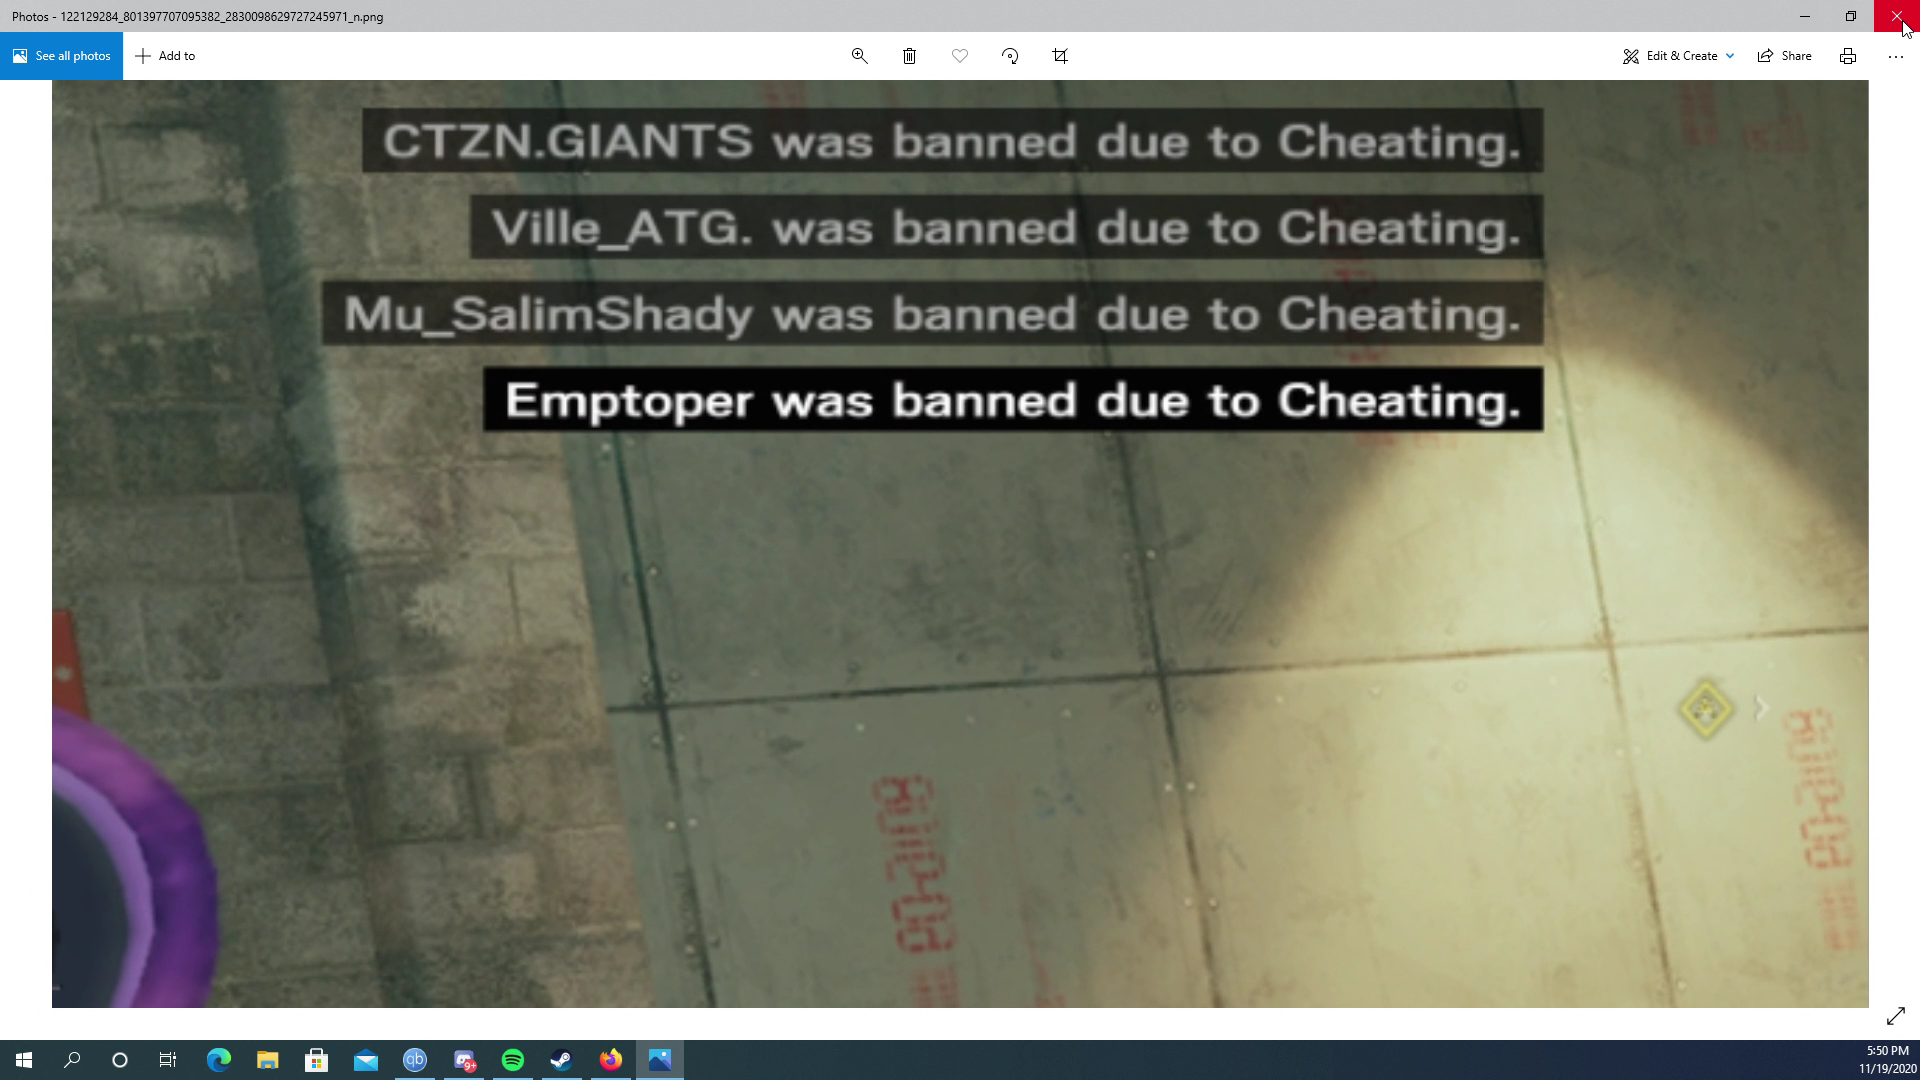 Photos - 122129284_801397707095382_2830098629727245971_n.png
See all photos
Add to
Edit & Create
Share
CTZN.GIANTS was banned due to Cheating.
Ville_ATG. was banned due to Cheating.
Mu_SalimShady was banned due to Cheating.
Emptoper was banned due to Cheating.
qb
9+
5:50 PM
11/19/2020